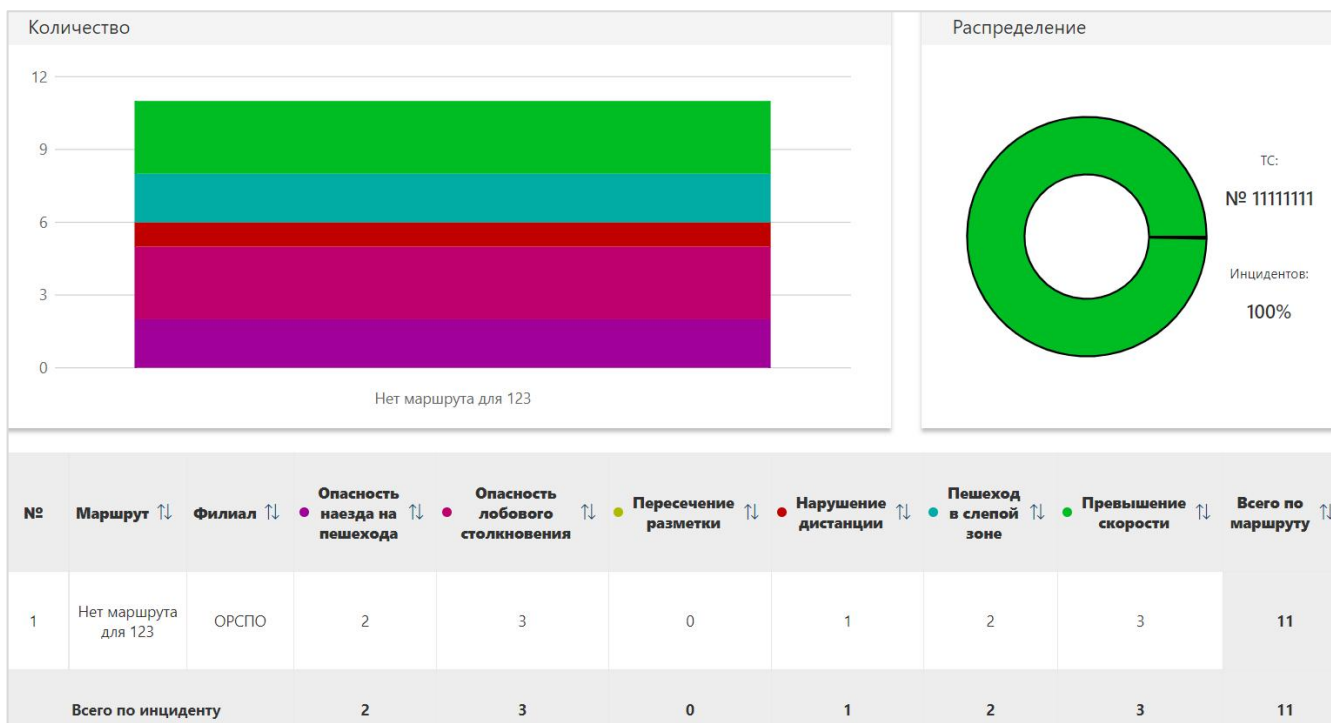 Количество
12
9
6
3
0
Нет маршрута для 123
Распределение
ТС:
№ 11111111
Инцидентов:
100%
№ Маршрут Филиал Опасность наезда на пешехода Опасность лобового столкновения Пересечение разметки Нарушение дистанции Пешеход в слепой зоне Превышение скорости Всего по маршруту
1 Нет маршрута для 123 ОРСПО 2 3 0 1 2 3 11
Всего по инциденту 2 3 0 1 2 3 11